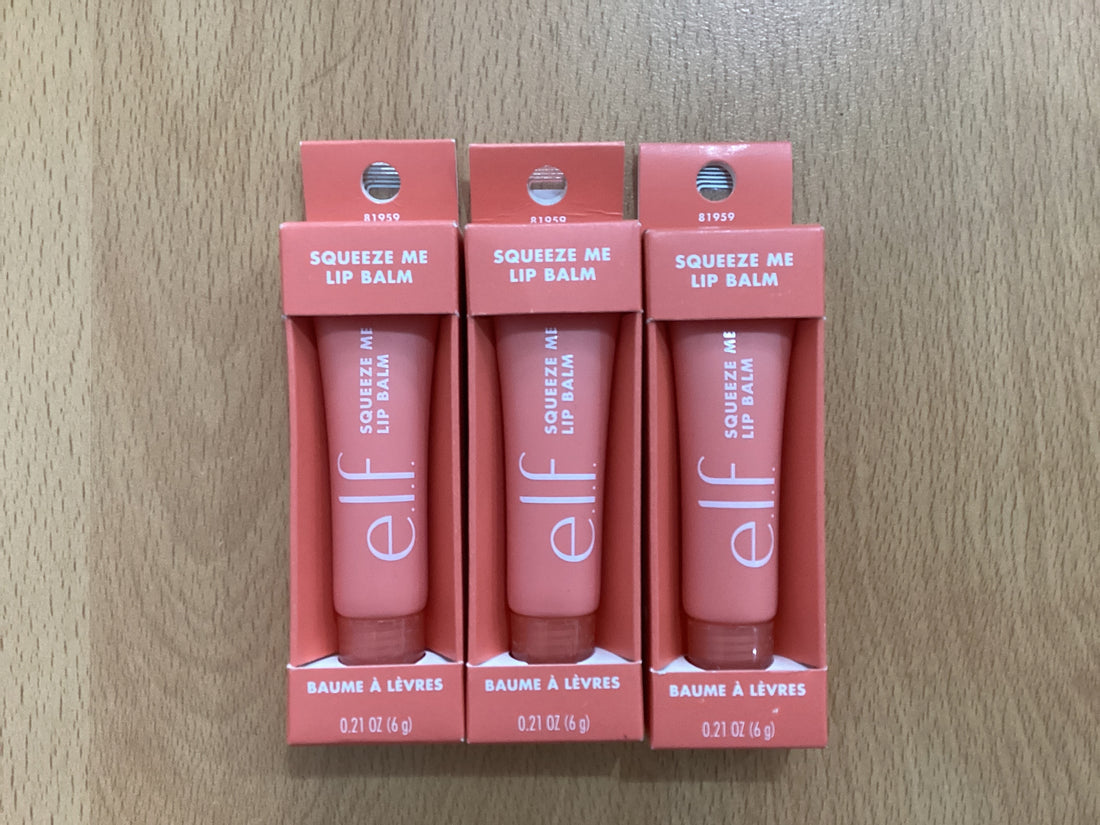 81959
SQUEEZE ME
LIP BALM
SQUEEZE ME
LIP BALM
e.l.f.
BAUME À LÈVRES
0.21 OZ (6 g)
81959
SQUEEZE ME
LIP BALM
SQUEEZE ME
LIP BALM
e.l.f.
BAUME À LÈVRES
0.21 OZ (6 g)
81959
SQUEEZE ME
LIP BALM
SQUEEZE ME
LIP BALM
e.l.f.
BAUME À LÈVRES
0.21 OZ (6 g)